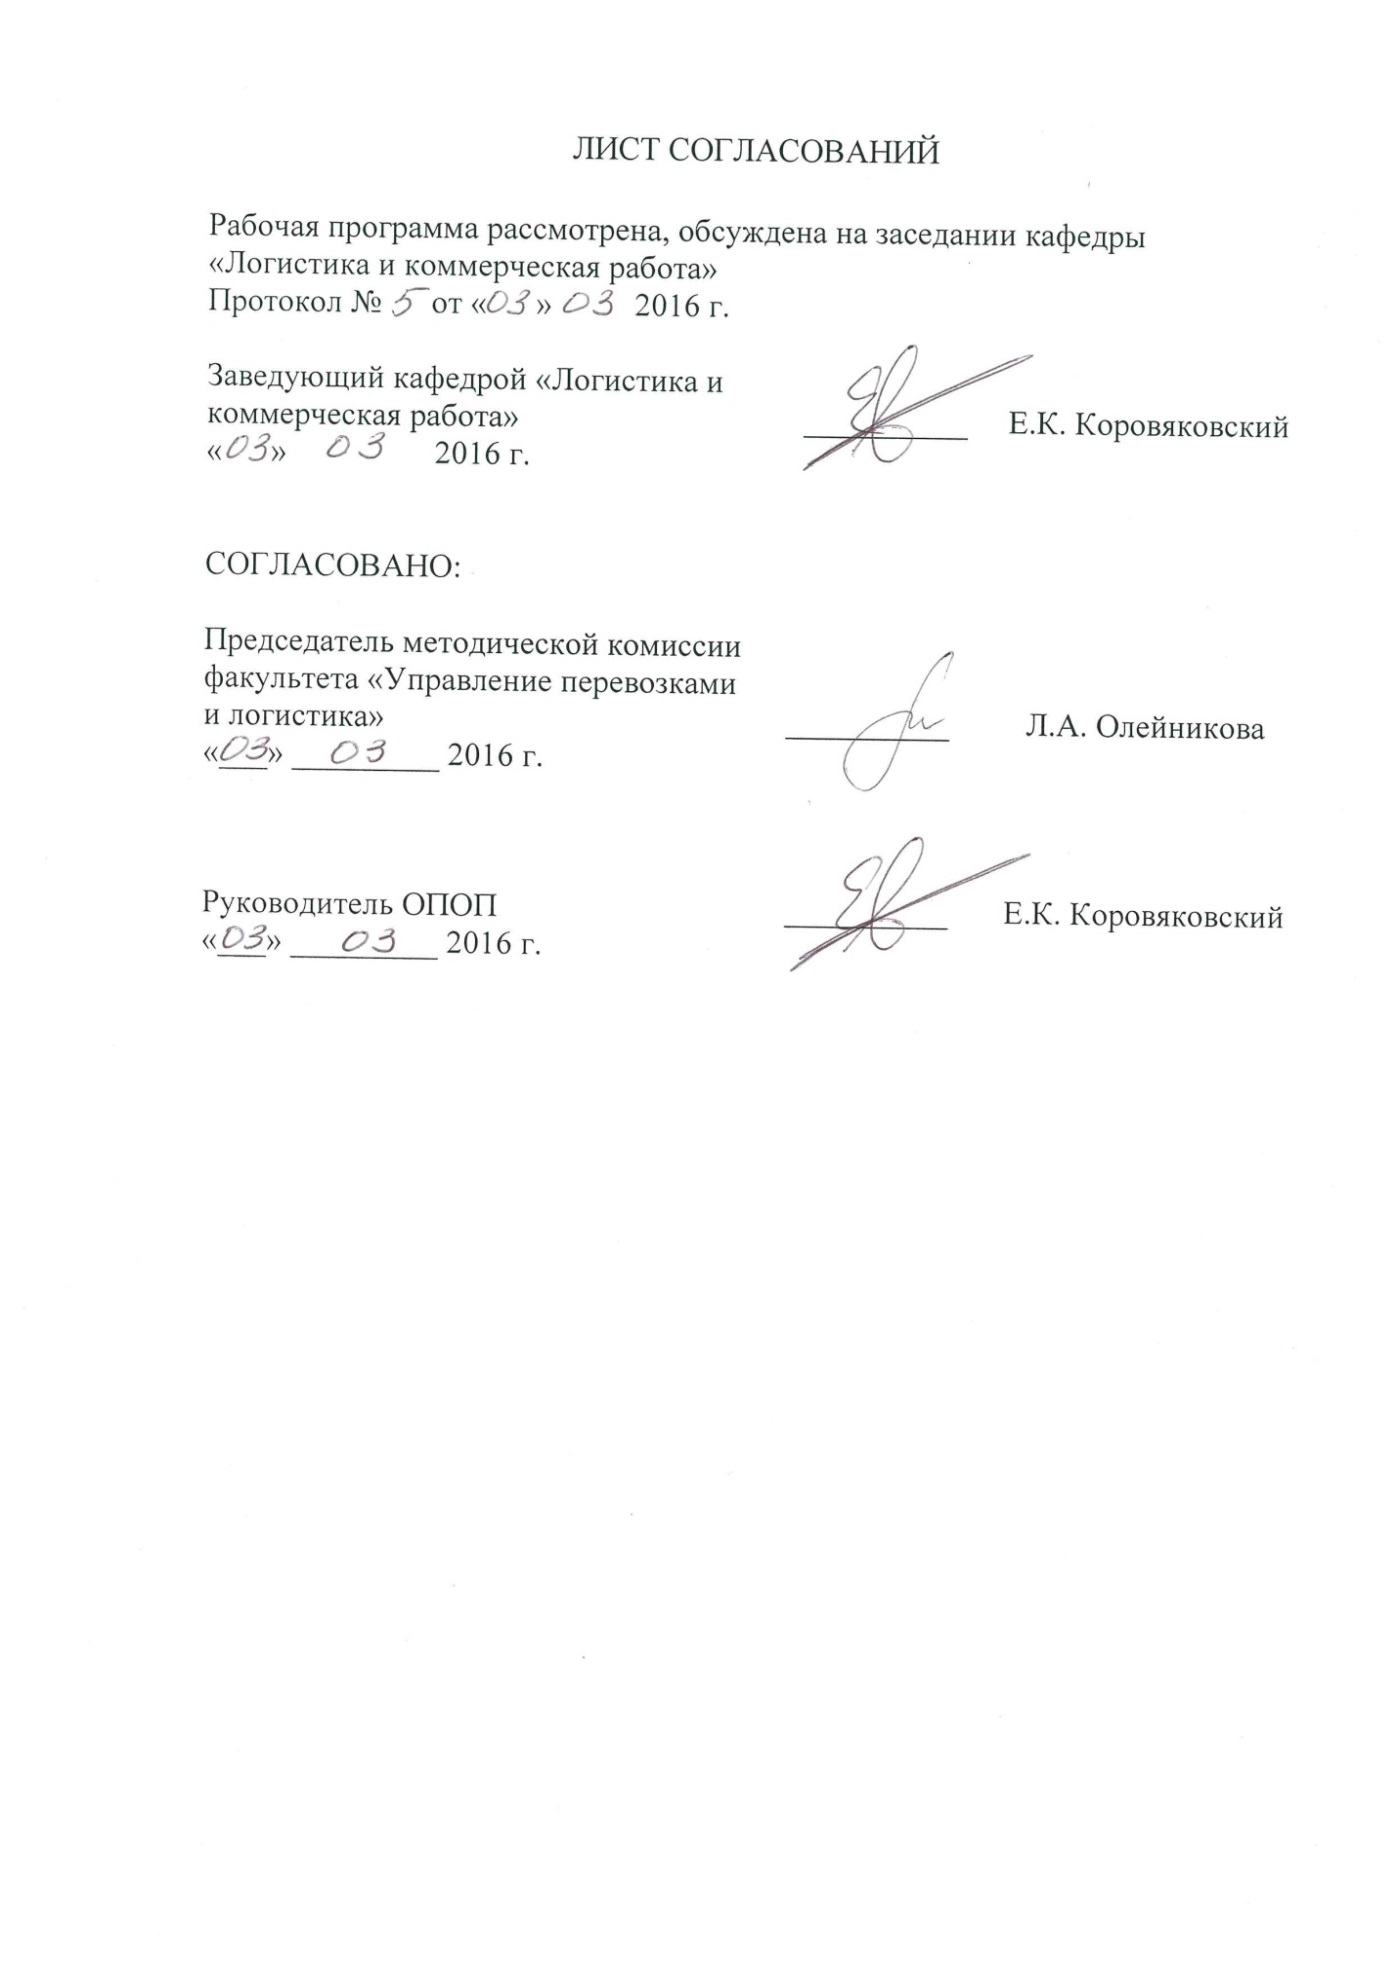 ЛИСТ СОГЛАСОВАНИЙ
Рабочая программа рассмотрена, обсуждена на заседании кафедры
«Логистика и коммерческая работа»
Протокол № 5 от «03» 03 2016 г.
Заведующий кафедрой «Логистика и
коммерческая работа» Е.К. Коровяковский
«03» 03 2016 г.
СОГЛАСОВАНО:
Председатель методической комиссии
факультета «Управление перевозками
и логистика» Л.А. Олейникова
«03» 03 2016 г.
Руководитель ОПОП Е.К. Коровяковский
«03» 03 2016 г.